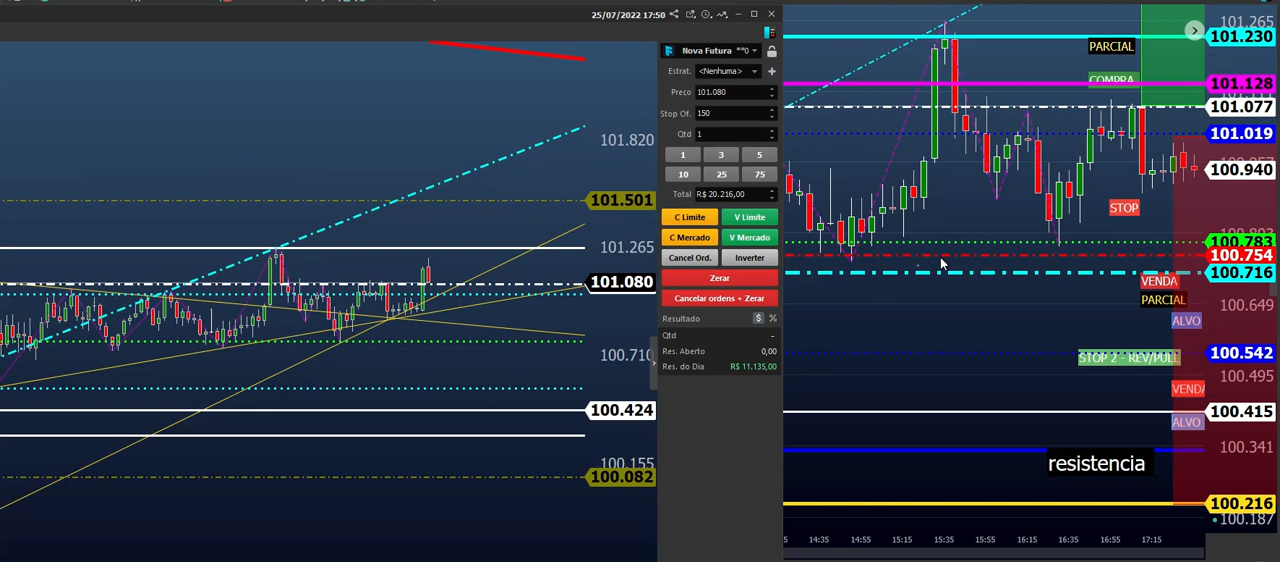 25/07/2022 17:50
101.820
101.501
101.265
101.080
100.710
100.424
100.155
100.082
Nova Futura **0
Estrat. <Nenhuma>
Preço 101.080
Stop Of. 150
Qtd 1
1 3 5
10 25 75
Total R$ 20.216,00
C Limite V Limite
C Mercado V Mercado
Cancel Ord. Inverter
Zerar
Cancelar ordens + Zerar
Resultado $ %
Qtd -
Res. Aberto 0,00
Res. do Dia R$ 11.135,00
101.265
PARCIAL 101.230
COMPRA 101.128
101.077
101.019
100.940
STOP
100.783
100.754
100.716
VENDA
PARCIAL 100.649
ALVO
STOP 2 - REV/PULL 100.542
100.495
VENDA
100.415
ALVO
100.341
resistencia
100.216
100.187
14:35 14:55 15:15 15:35 15:55 16:15 16:35 16:55 17:15